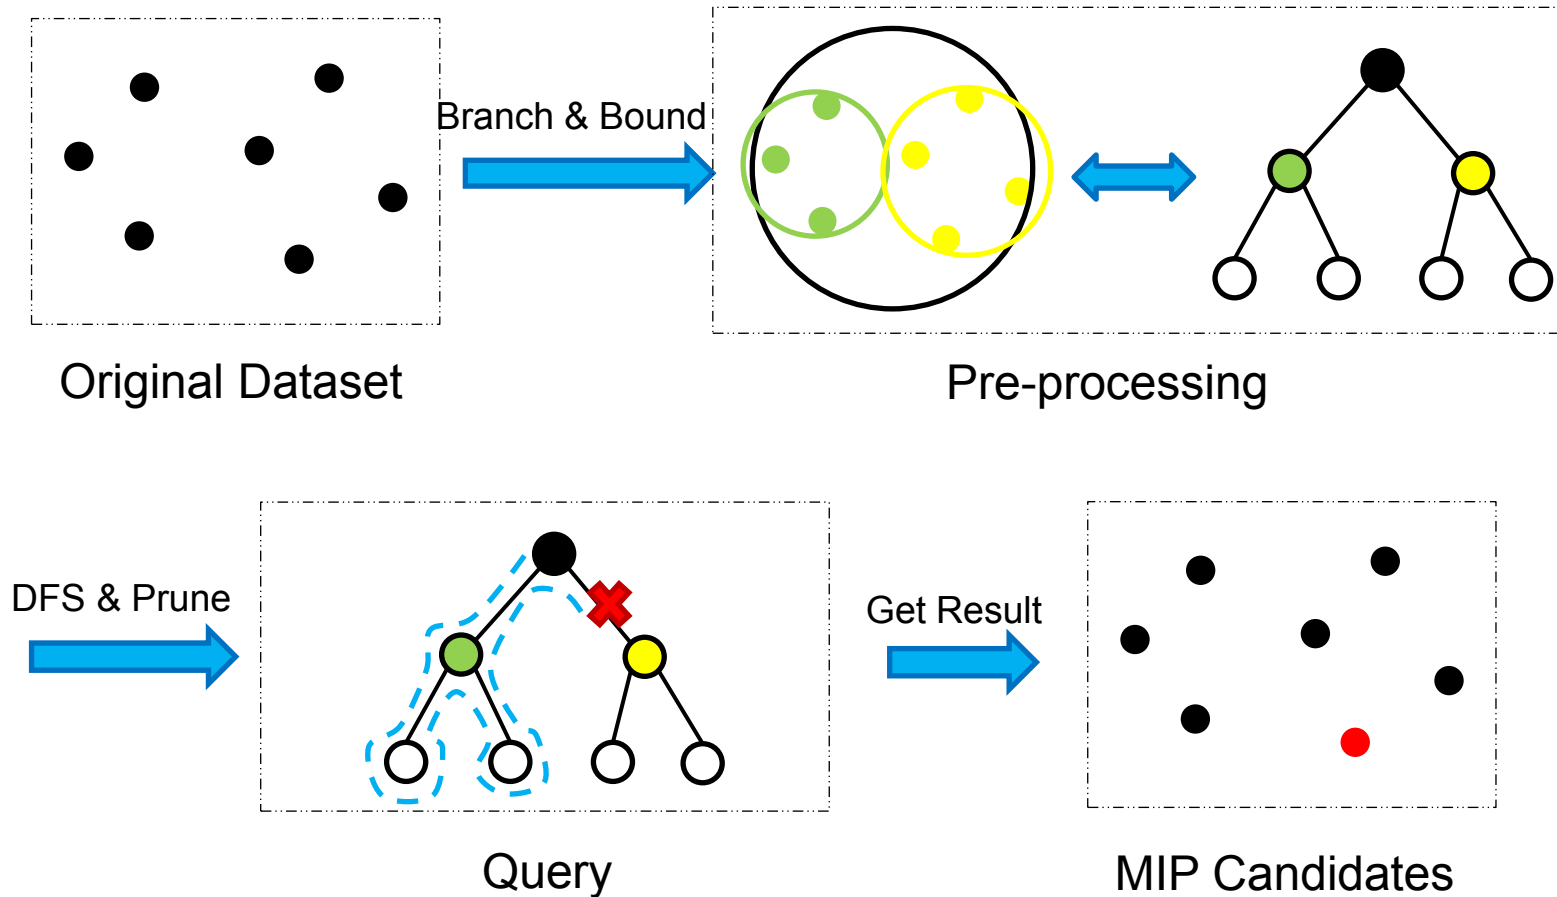 Branch & Bound
Original Dataset
Pre-processing
DFS & Prune
Get Result
Query
MIP Candidates